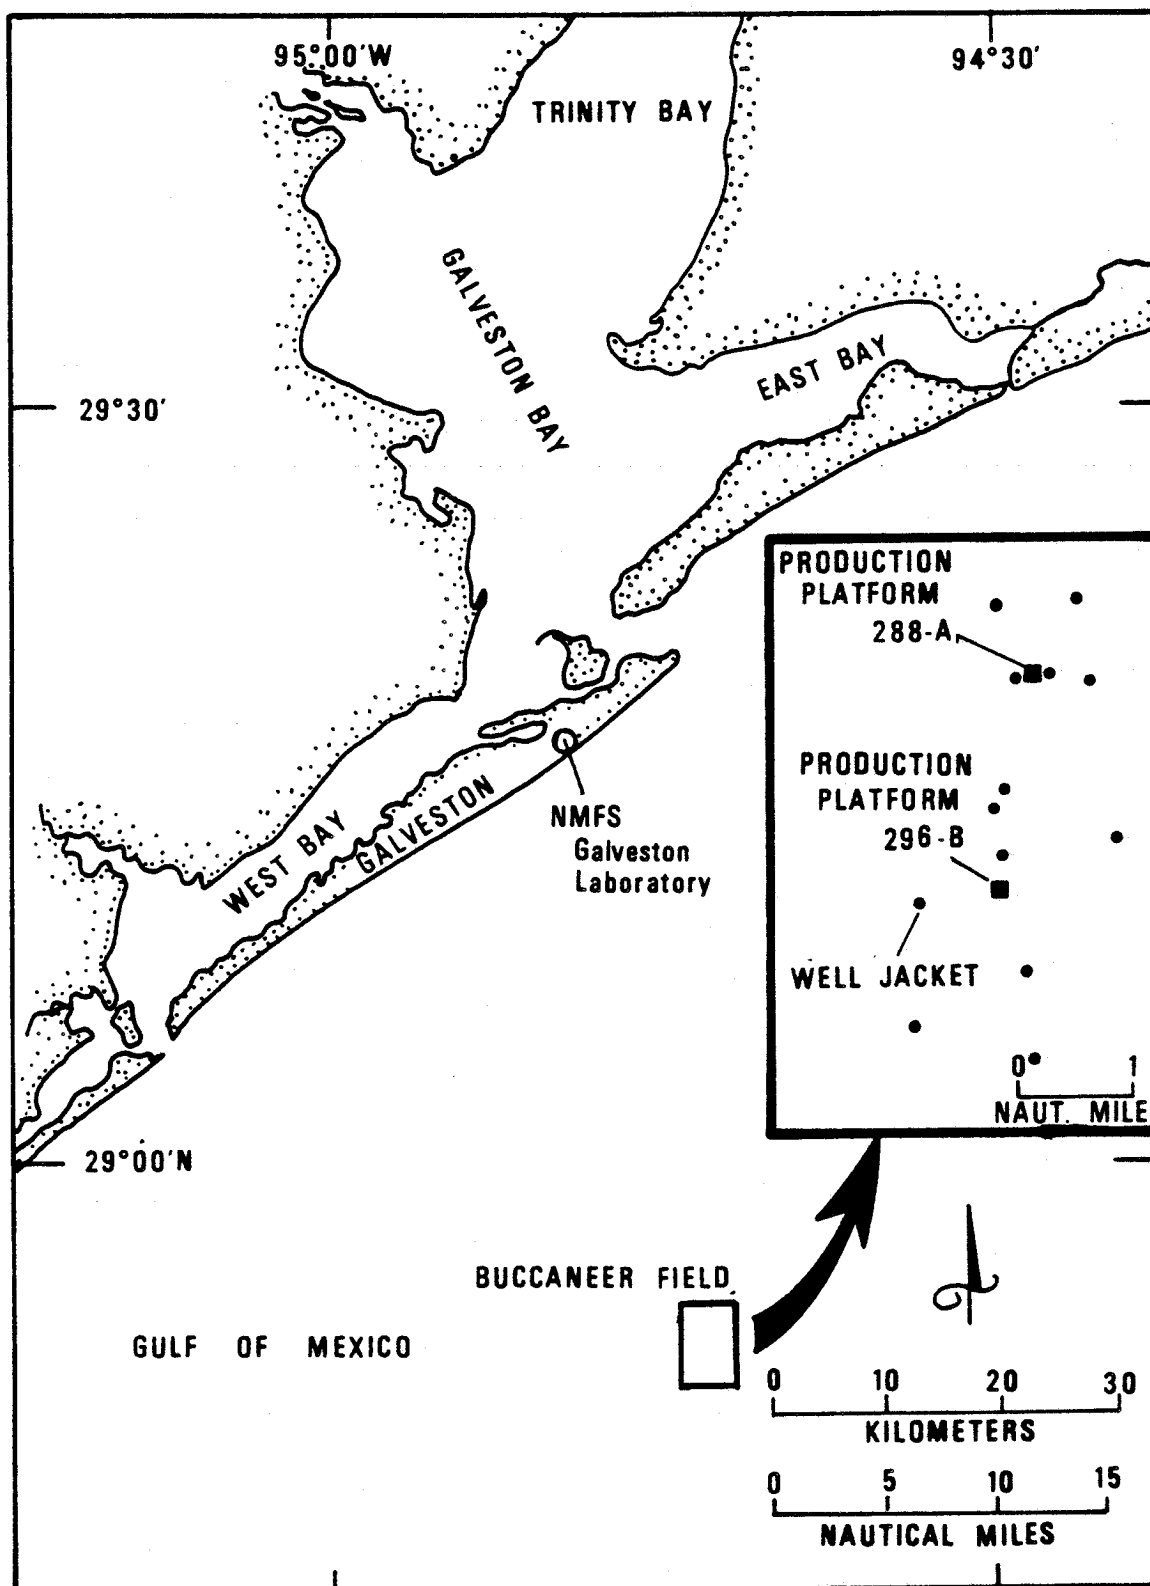 95°00'W
94°30'
TRINITY BAY
GALVESTON BAY
EAST BAY
29°30'
PRODUCTION
PLATFORM
288-A
PRODUCTION
PLATFORM
296-B
WELL JACKET
0 1
NAUT. MILE
NMFS
Galveston
Laboratory
WEST BAY
GALVESTON
29°00'N
BUCCANEER FIELD
GULF OF MEXICO
0 10 20 30
KILOMETERS
0 5 10 15
NAUTICAL MILES